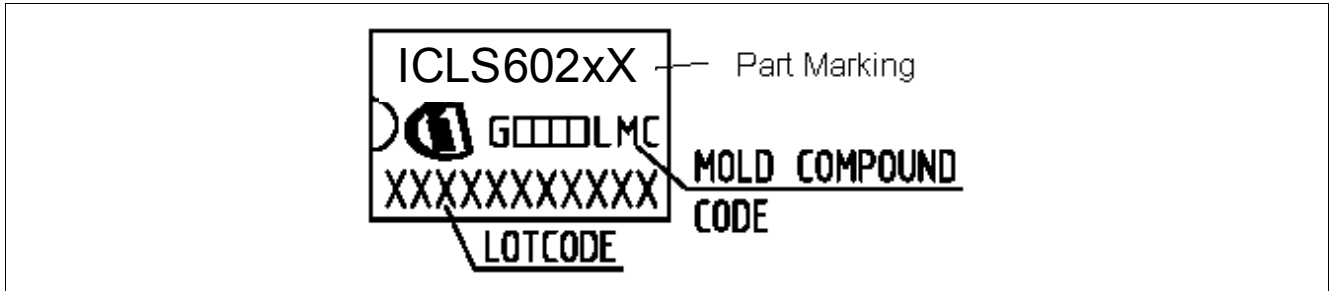 ICLS602xX
Part Marking
G□□□□LMC
MOLD COMPOUND
CODE
XXXXXXXXXXX
LOTCODE